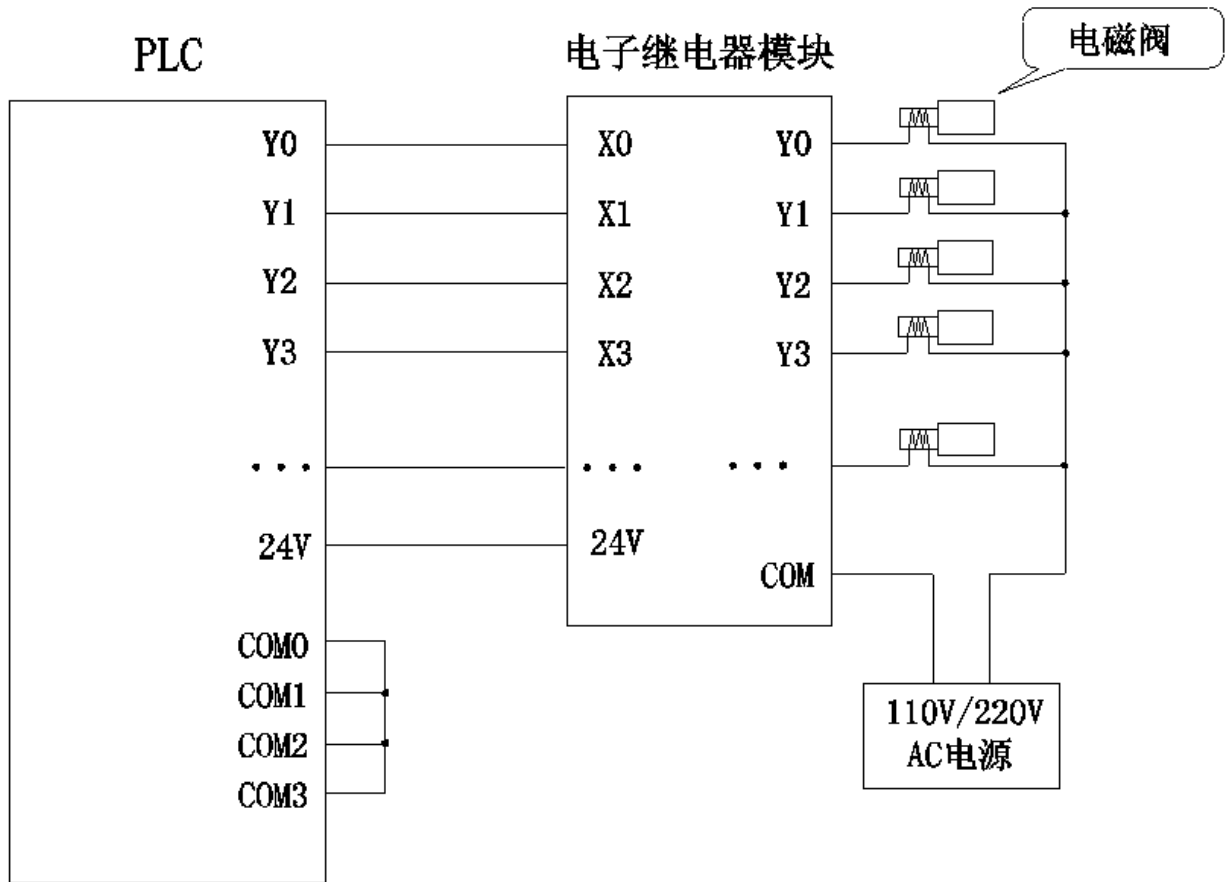 PLC
电子继电器模块
电磁阀
Y0
X0
Y0
Y1
X1
Y1
Y2
X2
Y2
Y3
X3
Y3
...
...
...
24V
24V
COM
COM0
COM1
COM2
COM3
110V/220V
AC电源